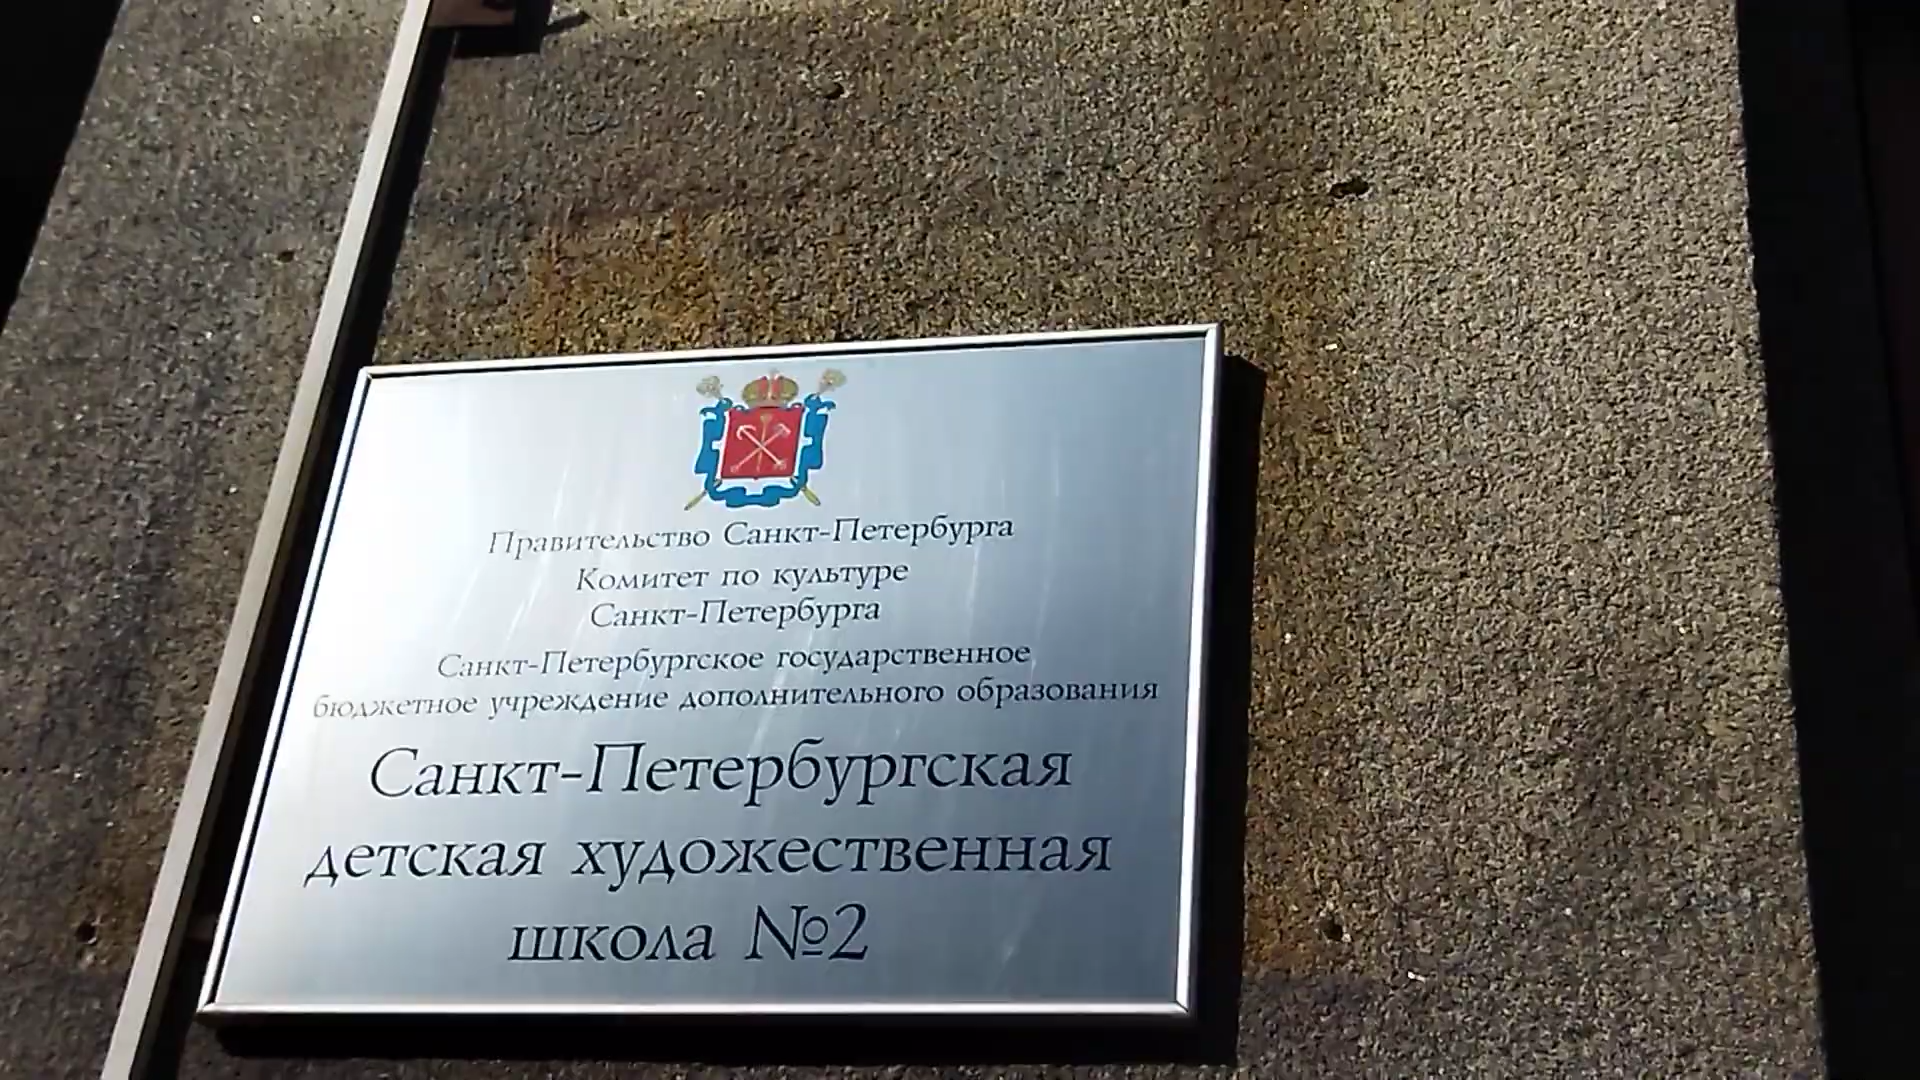 Правительство Санкт-Петербурга
Комитет по культуре
Санкт-Петербурга
Санкт-Петербургское государственное
бюджетное учреждение дополнительного образования
Санкт-Петербургская
детская художественная
школа №2